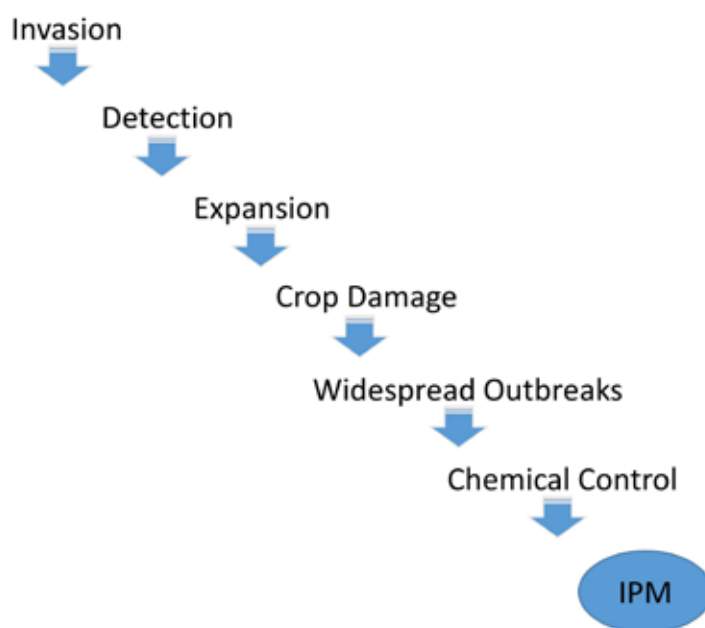 Invasion
Detection
Expansion
Crop Damage
Widespread Outbreaks
Chemical Control
IPM